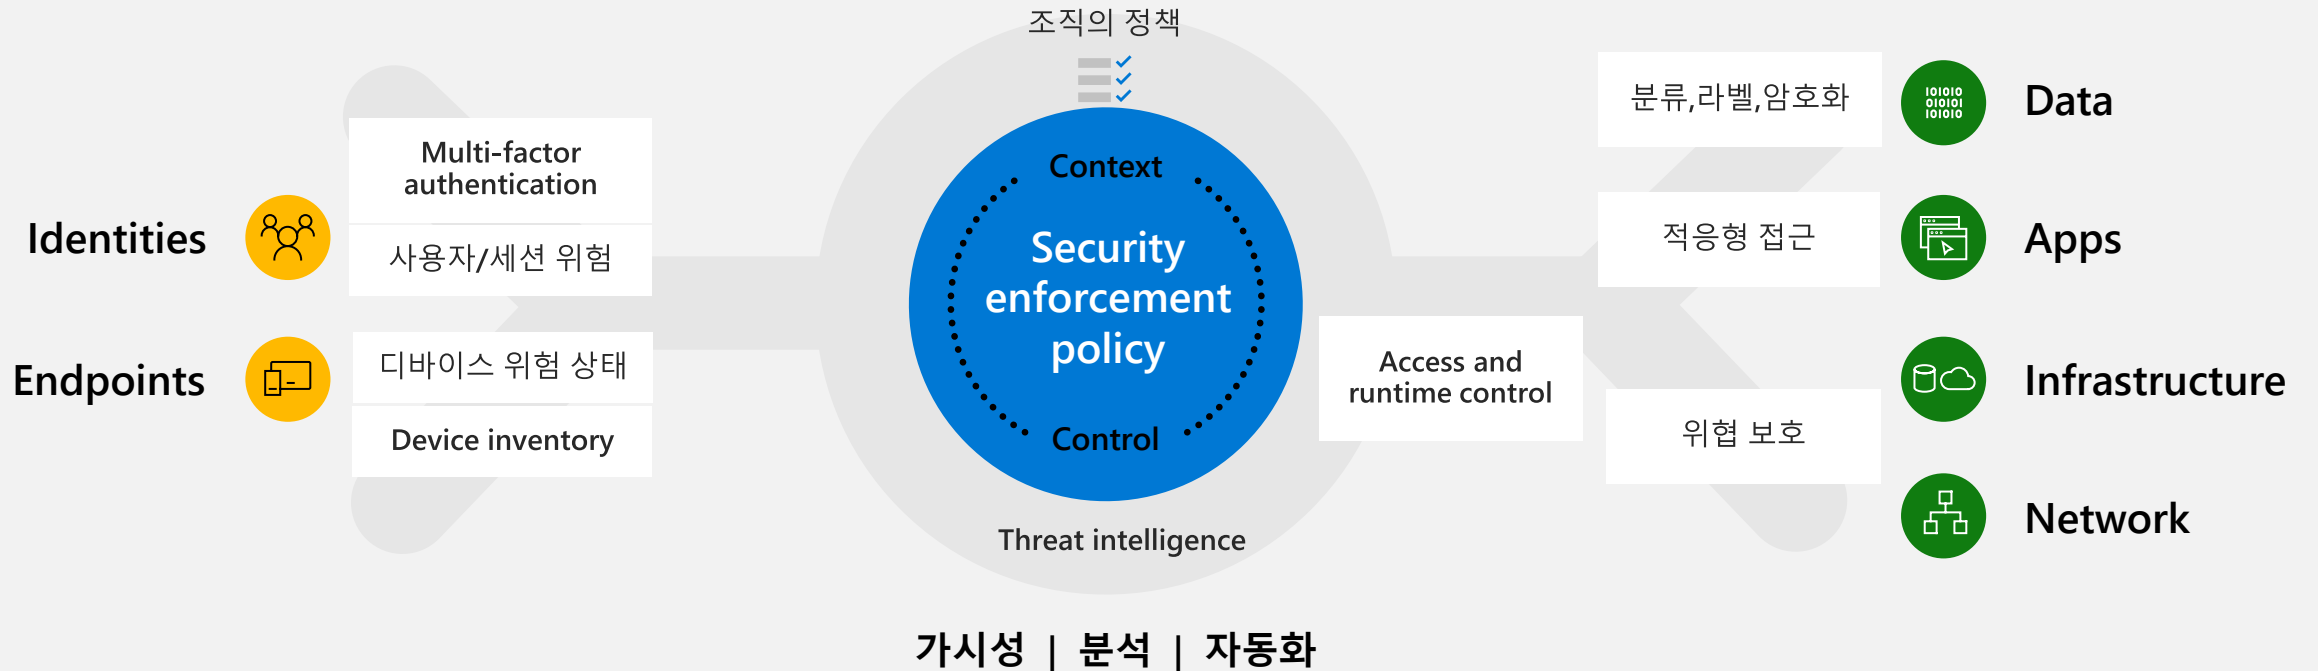 조직의 정책
Identities
Multi-factor
authentication
사용자/세션 위험
Endpoints
디바이스 위험 상태
Device inventory
Context
Security
enforcement
policy
Control
Threat intelligence
Access and
runtime control
분류,라벨,암호화
101010
010101
101010
Data
적응형 접근
Apps
위협 보호
Infrastructure
Network
가시성 | 분석 | 자동화